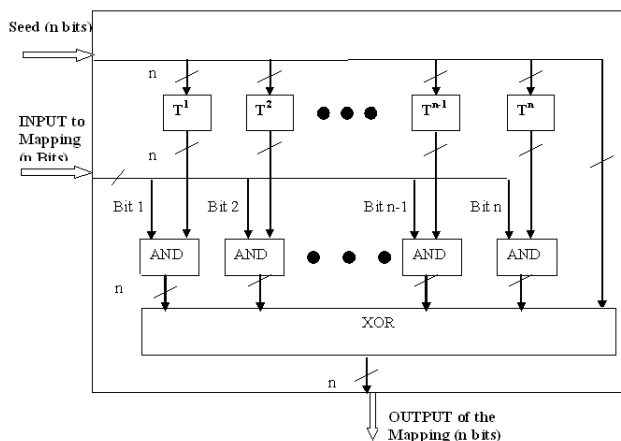 Seed (n bits)
n
T1 T2 Tn-1 Tn
INPUT to
Mapping
(n Bits)
n
Bit 1 Bit 2 Bit n-1 Bit n
AND AND AND AND
n
XOR
n
OUTPUT of the
Mapping (n bits)